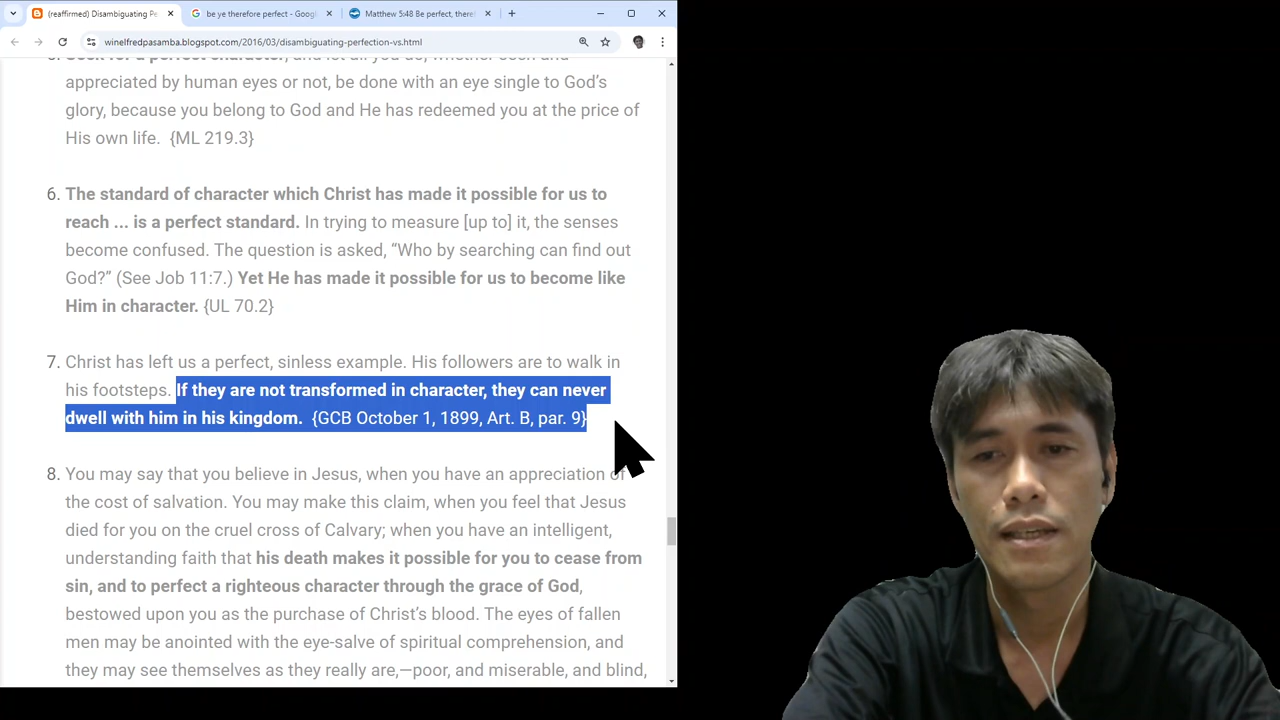 (reaffirmed) Disambiguating Pe
be ye therefore perfect - Googl
Matthew 5:48 Be perfect, there
winelfredpasamba.blogspot.com/2016/03/disambiguating-perfection-vs.html
appreciated by human eyes or not, be done with an eye single to God's
glory, because you belong to God and He has redeemed you at the price of
His own life.  {ML 219.3}
6. The standard of character which Christ has made it possible for us to
reach ... is a perfect standard. In trying to measure [up to] it, the senses
become confused. The question is asked, “Who by searching can find out
God?” (See Job 11:7.) Yet He has made it possible for us to become like
Him in character. {UL 70.2}
7. Christ has left us a perfect, sinless example. His followers are to walk in
his footsteps. If they are not transformed in character, they can never
dwell with him in his kingdom.  {GCB October 1, 1899, Art. B, par. 9}
8. You may say that you believe in Jesus, when you have an appreciation of
the cost of salvation. You may make this claim, when you feel that Jesus
died for you on the cruel cross of Calvary; when you have an intelligent,
understanding faith that his death makes it possible for you to cease from
sin, and to perfect a righteous character through the grace of God,
bestowed upon you as the purchase of Christ's blood. The eyes of fallen
men may be anointed with the eye-salve of spiritual comprehension, and
they may see themselves as they really are,—poor, and miserable, and blind,